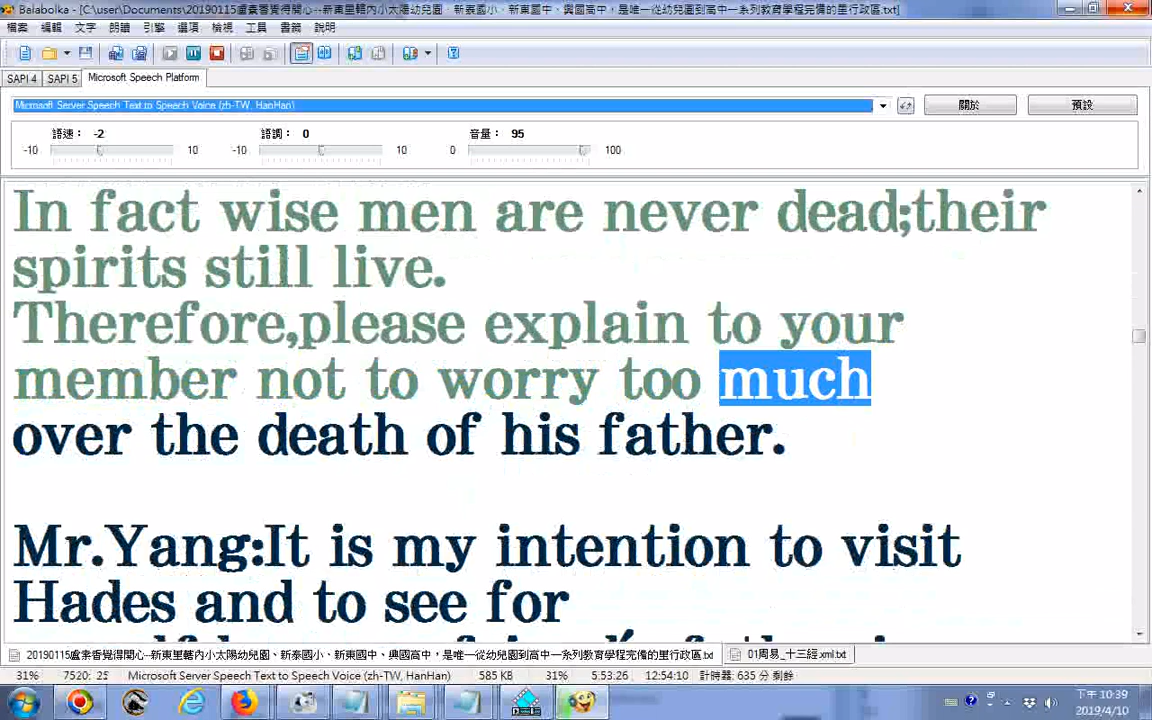 Balabolka - [C:\user\Documents\20190115盧素香覺得開心--新東里轄內小太陽幼兒園、新泰國小、新東國中、興國高中，是唯一從幼兒園到高中一系列教育學程完備的里行政區.txt]
檔案 編輯 文字 朗讀 引擎 選項 檢視 工具 書籤 說明
SAPI 4 SAPI 5 Microsoft Speech Platform
Microsoft Server Speech Text to Speech Voice (zh-TW, HanHan) 關於 預設
語速： -2 語調： 0 音量： 95
-10 10 -10 10 0 100
In fact wise men are never dead;their
spirits still live.
Therefore,please explain to your
member not to worry too much
over the death of his father.
Mr.Yang:It is my intention to visit
Hades and to see for
20190115盧素香覺得開心--新東里轄內小太陽幼兒園、新泰國小、新東國中、興國高中，是唯一從幼兒園到高中一系列教育學程完備的里行政區.txt 01周易_十三經.xml.txt
31% 7520: 25 Microsoft Server Speech Text to Speech Voice (zh-TW, HanHan) 585 KB 31% 5:53:26 12:54:10 計時器: 635 分 剩餘
下午 10:39
2019/4/10